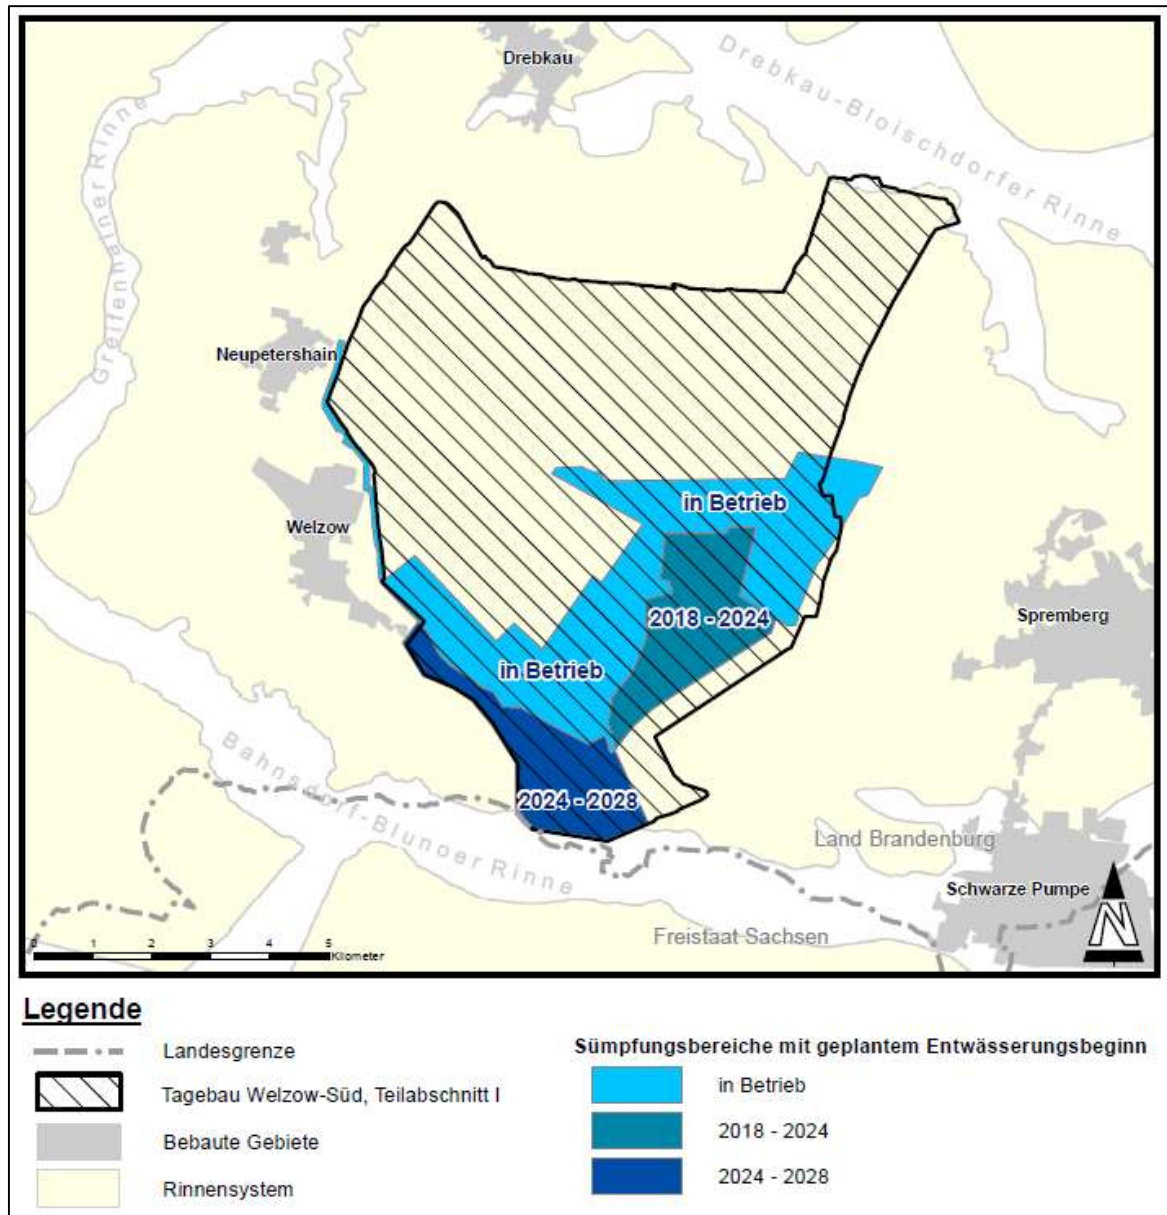 Drebkau
Drebkau-Bloischdorfer Rinne
Greifenhainer Rinne
Neupetershain
in Betrieb
Welzow
2018 - 2024
Spremberg
in Betrieb
Bahnsdorf-Blunoer Rinne
2024 - 2028
Land Brandenburg
Schwarze Pumpe
Freistaat Sachsen
0 1 2 3 4 5
Kilometer
N
Legende
Landesgrenze
Tagebau Welzow-Süd, Teilabschnitt I
Bebaute Gebiete
Rinnensystem
Sümpfungsbereiche mit geplantem Entwässerungsbeginn
in Betrieb
2018 - 2024
2024 - 2028